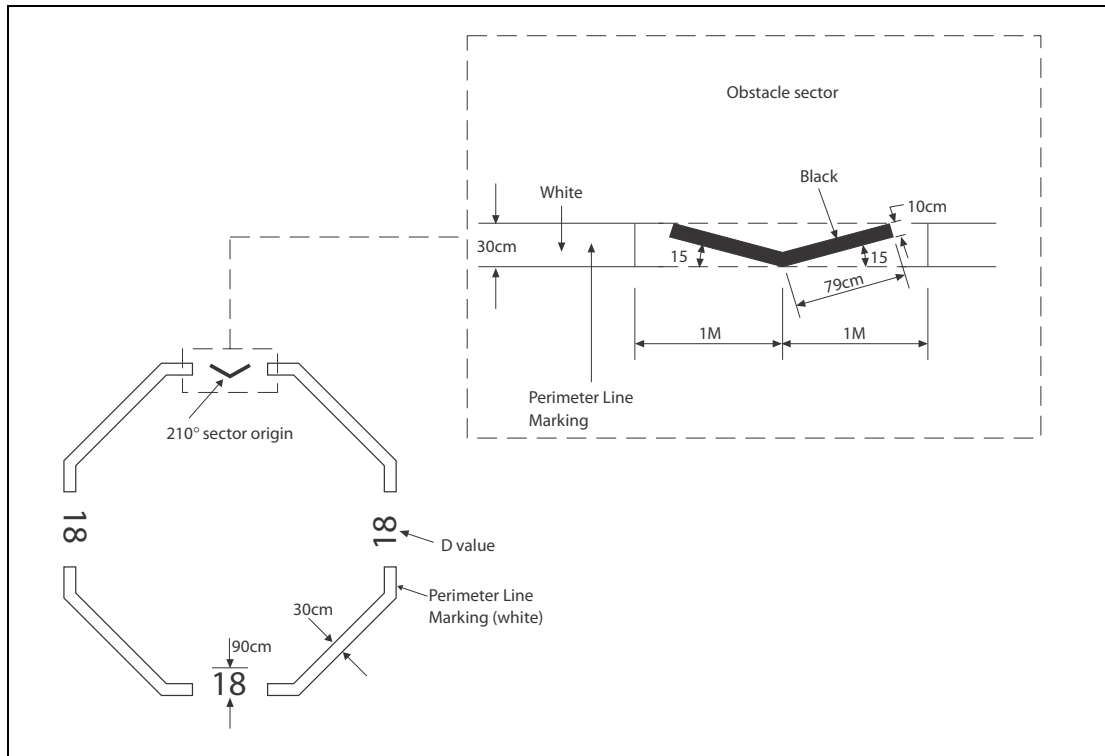 Obstacle sector
White
Black
10cm
30cm
15
15
79cm
1M
1M
Perimeter Line
Marking
210° sector origin
18
18
D value
Perimeter Line
Marking (white)
30cm
90cm
18